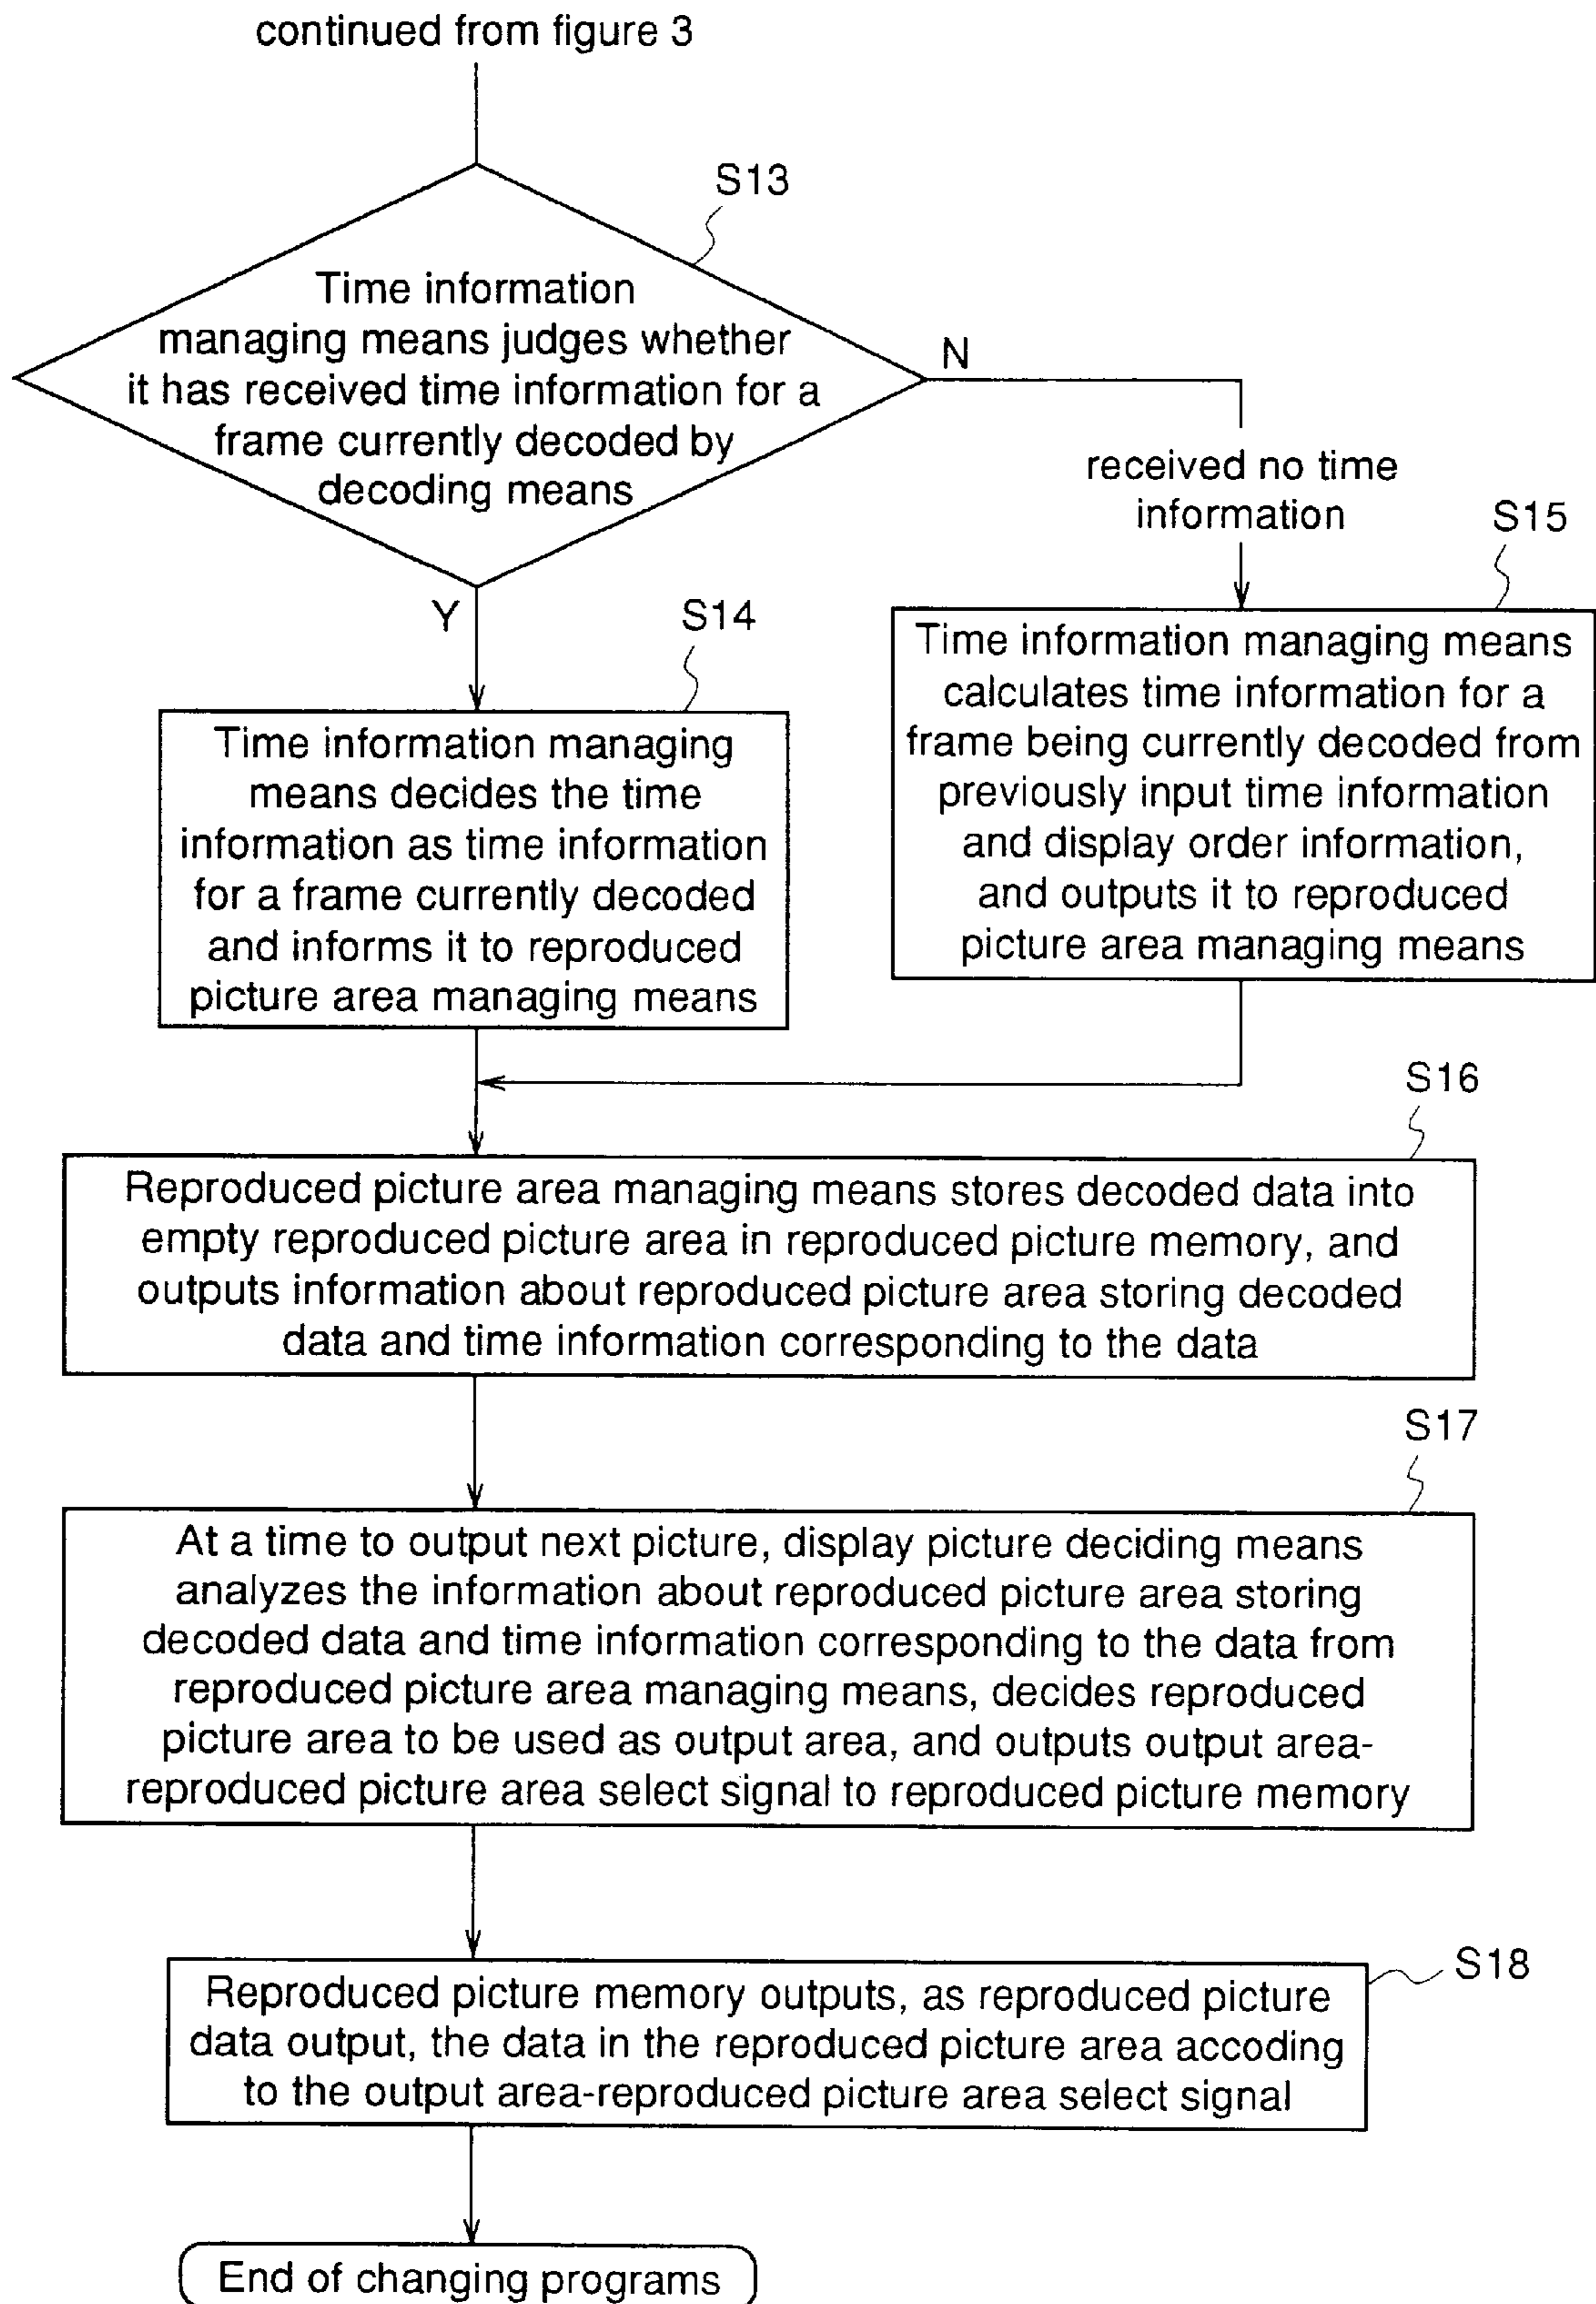 continued from figure 3
S13
Time information
managing means judges whether
it has received time information for a
frame currently decoded by
decoding means
N
received no time
information
Y
S14
Time information managing
means decides the time
information as time information
for a frame currently decoded
and informs it to reproduced
picture area managing means
S15
Time information managing means
calculates time information for a
frame being currently decoded from
previously input time information
and display order information,
and outputs it to reproduced
picture area managing means
S16
Reproduced picture area managing means stores decoded data into
empty reproduced picture area in reproduced picture memory, and
outputs information about reproduced picture area storing decoded
data and time information corresponding to the data
S17
At a time to output next picture, display picture deciding means
analyzes the information about reproduced picture area storing
decoded data and time information corresponding to the data from
reproduced picture area managing means, decides reproduced
picture area to be used as output area, and outputs output area-
reproduced picture area select signal to reproduced picture memory
S18
Reproduced picture memory outputs, as reproduced picture
data output, the data in the reproduced picture area accoding
to the output area-reproduced picture area select signal
End of changing programs